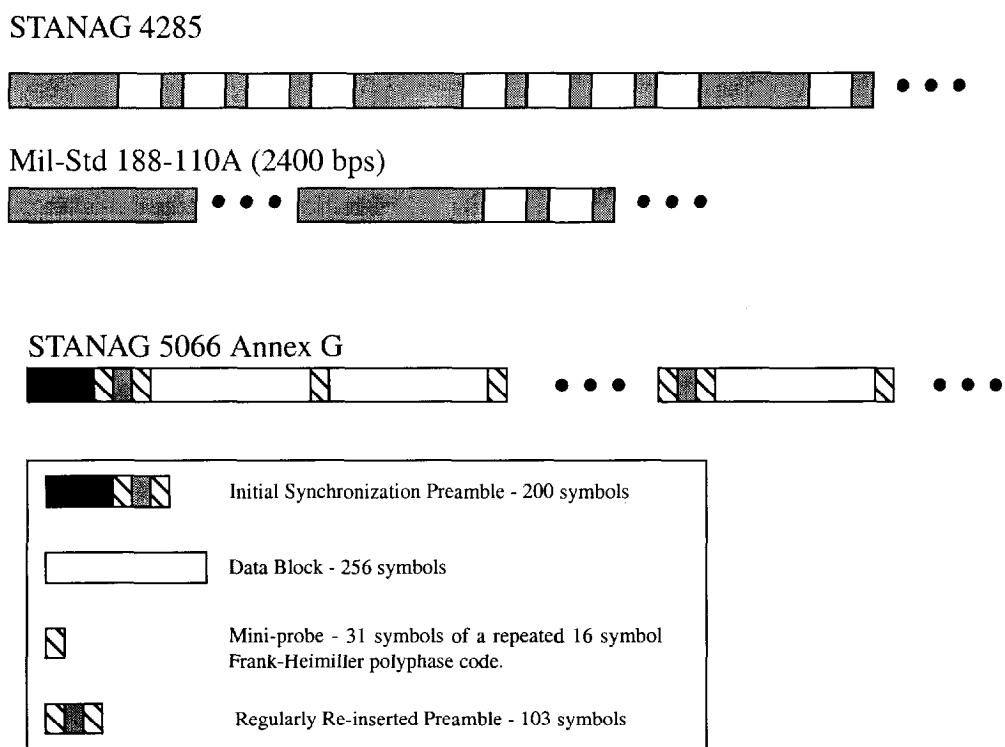 STANAG 4285
Mil-Std 188-110A (2400 bps)
STANAG 5066 Annex G
Initial Synchronization Preamble - 200 symbols
Data Block - 256 symbols
Mini-probe - 31 symbols of a repeated 16 symbol
Frank-Heimiller polyphase code.
Regularly Re-inserted Preamble - 103 symbols